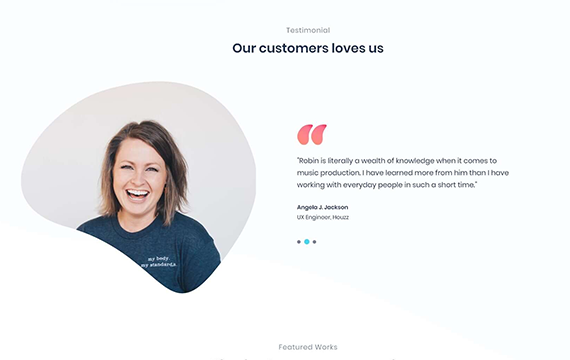 Testimonial
Our customers loves us
"Robin is literally a wealth of knowledge when it comes to
music production, I have learned more from him than I have
working with everyday people in such a short time."
Angela J. Jackson
UX Engineer, Houzz
my body.
my standards.
Featured Works